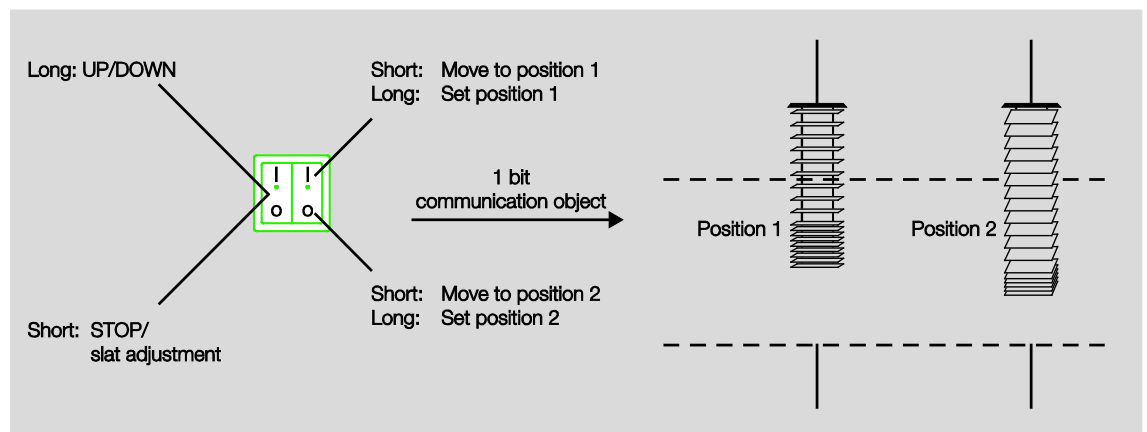 Long: UP/DOWN
Short: Move to position 1
Long: Set position 1
I I
O O
1 bit
communication object
Position 1
Position 2
Short: Move to position 2
Long: Set position 2
Short: STOP/
slat adjustment